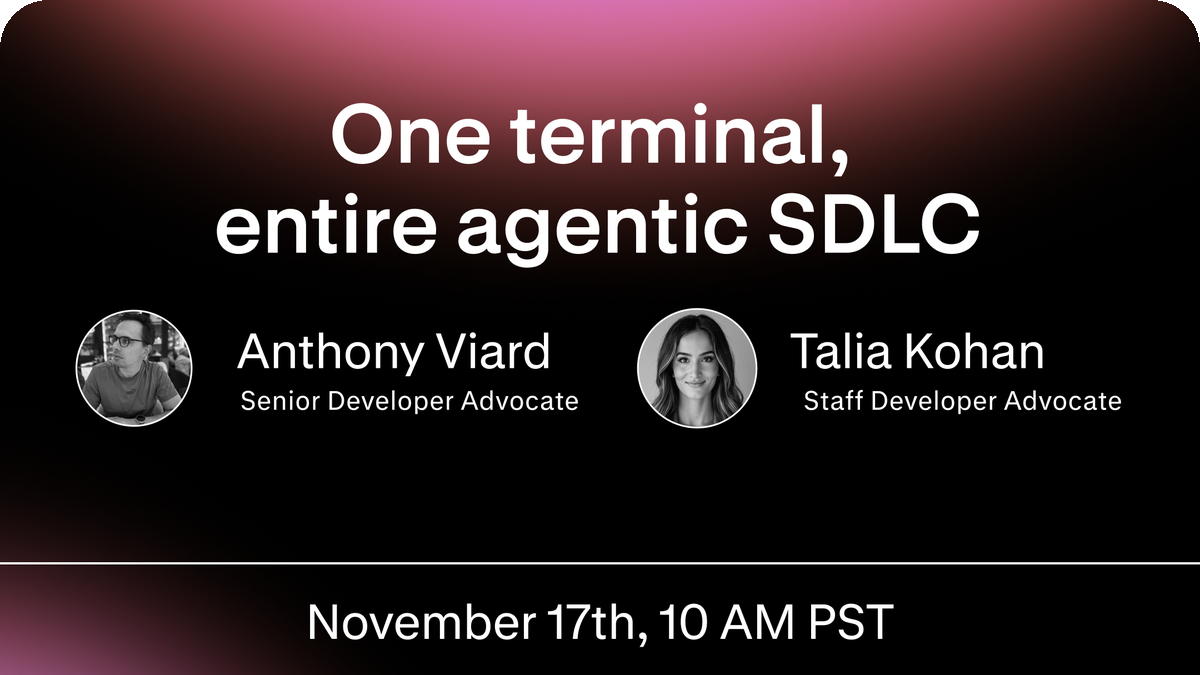 One terminal,
entire agentic SDLC
Anthony Viard
Senior Developer Advocate
Talia Kohan
Staff Developer Advocate
November 17th, 10 AM PST